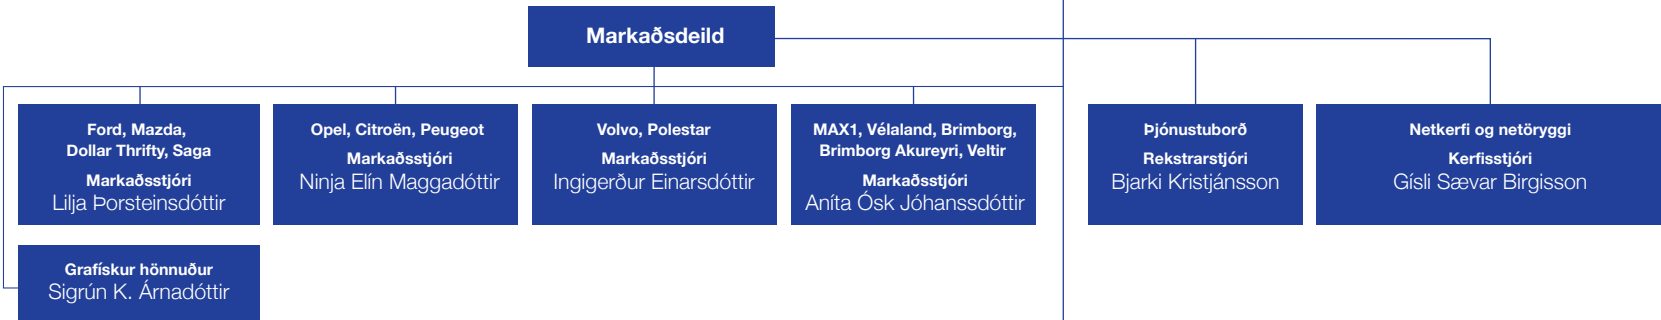 Markaðsdeild
Ford, Mazda,
Dollar Thrifty, Saga
Markaðsstjóri
Lilja Þorsteinsdóttir
Opel, Citroën, Peugeot
Markaðsstjóri
Ninja Elín Maggadóttir
Volvo, Polestar
Markaðsstjóri
Ingigerður Einarsdóttir
MAX1, Vélaland, Brimborg,
Brimborg Akureyri, Veltir
Markaðsstjóri
Aníta Ósk Jóhanssdóttir
Þjónustuborð
Rekstrarstjóri
Bjarki Kristjánsson
Netkerfi og netöryggi
Kerfisstjóri
Gísli Sævar Birgisson
Grafískur hönnuður
Sigrún K. Árnadóttir